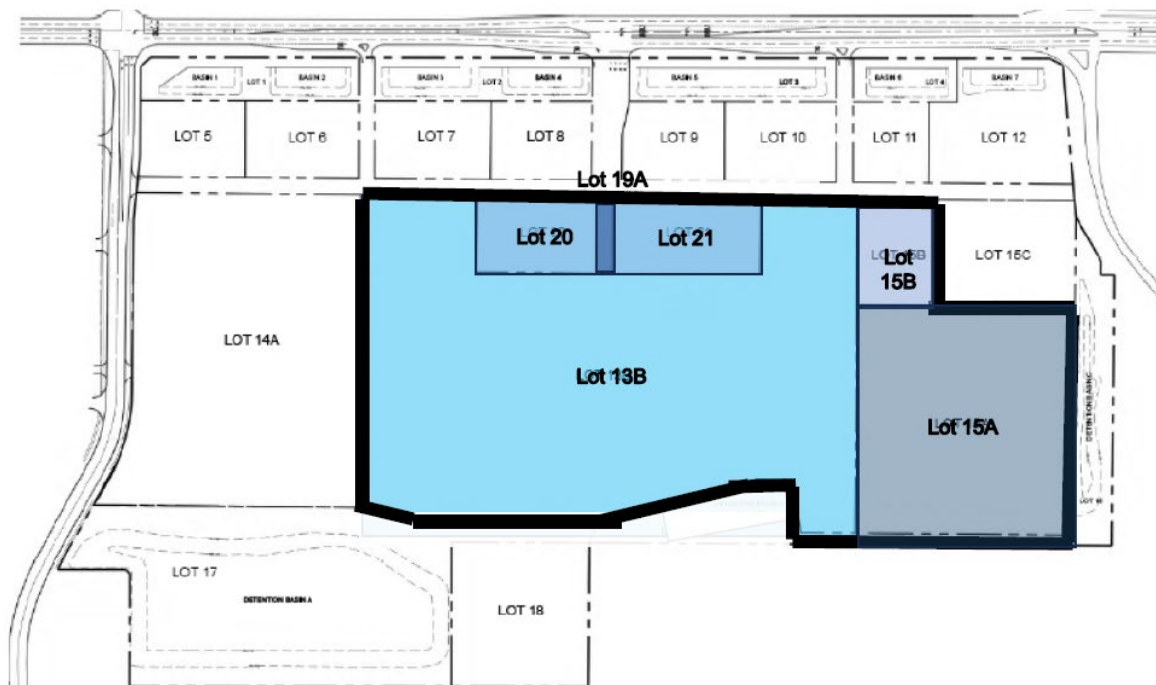 BASIN 1
LOT 1
BASIN 2
BASIN 3
LOT 2
BASIN 4
BASIN 5
LOT 3
BASIN 6
LOT 4
BASIN 7
LOT 5
LOT 6
LOT 7
LOT 8
LOT 9
LOT 10
LOT 11
LOT 12
Lot 19A
Lot 20
Lot 21
Lot
15B
LOT 15C
LOT 14A
Lot 13B
Lot 15A
DETENTION BASIN C
LOT 17
DETENTION BASIN A
LOT 18